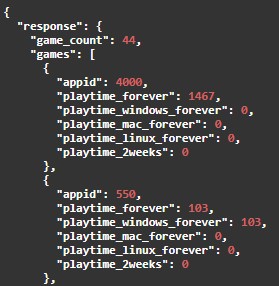 {
"response": {
"game_count": 44,
"games": [
{
"appid": 4000,
"playtime_forever": 1467,
"playtime_windows_forever": 0,
"playtime_mac_forever": 0,
"playtime_linux_forever": 0,
"playtime_2weeks": 0
},
{
"appid": 550,
"playtime_forever": 103,
"playtime_windows_forever": 103,
"playtime_mac_forever": 0,
"playtime_linux_forever": 0,
"playtime_2weeks": 0
},